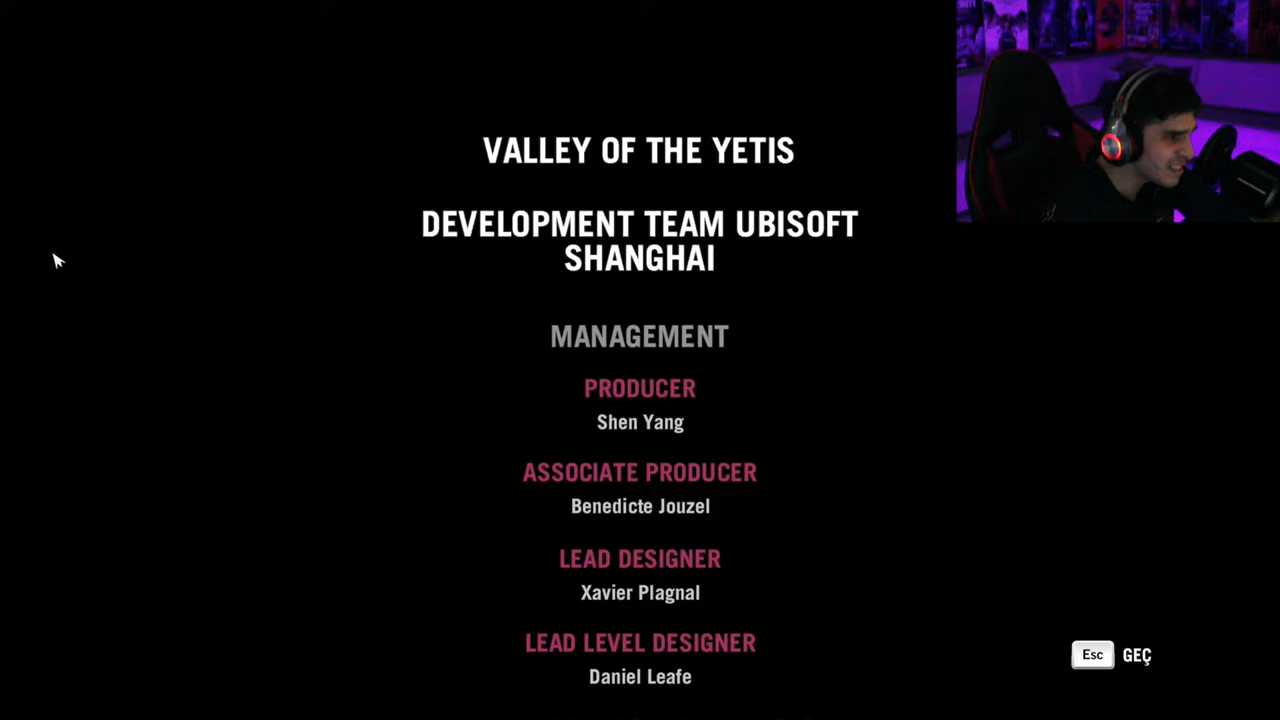 VALLEY OF THE YETIS
DEVELOPMENT TEAM UBISOFT
SHANGHAI
MANAGEMENT
PRODUCER
Shen Yang
ASSOCIATE PRODUCER
Benedicte Jouzel
LEAD DESIGNER
Xavier Plagnal
LEAD LEVEL DESIGNER
Daniel Leafe
Esc GEÇ